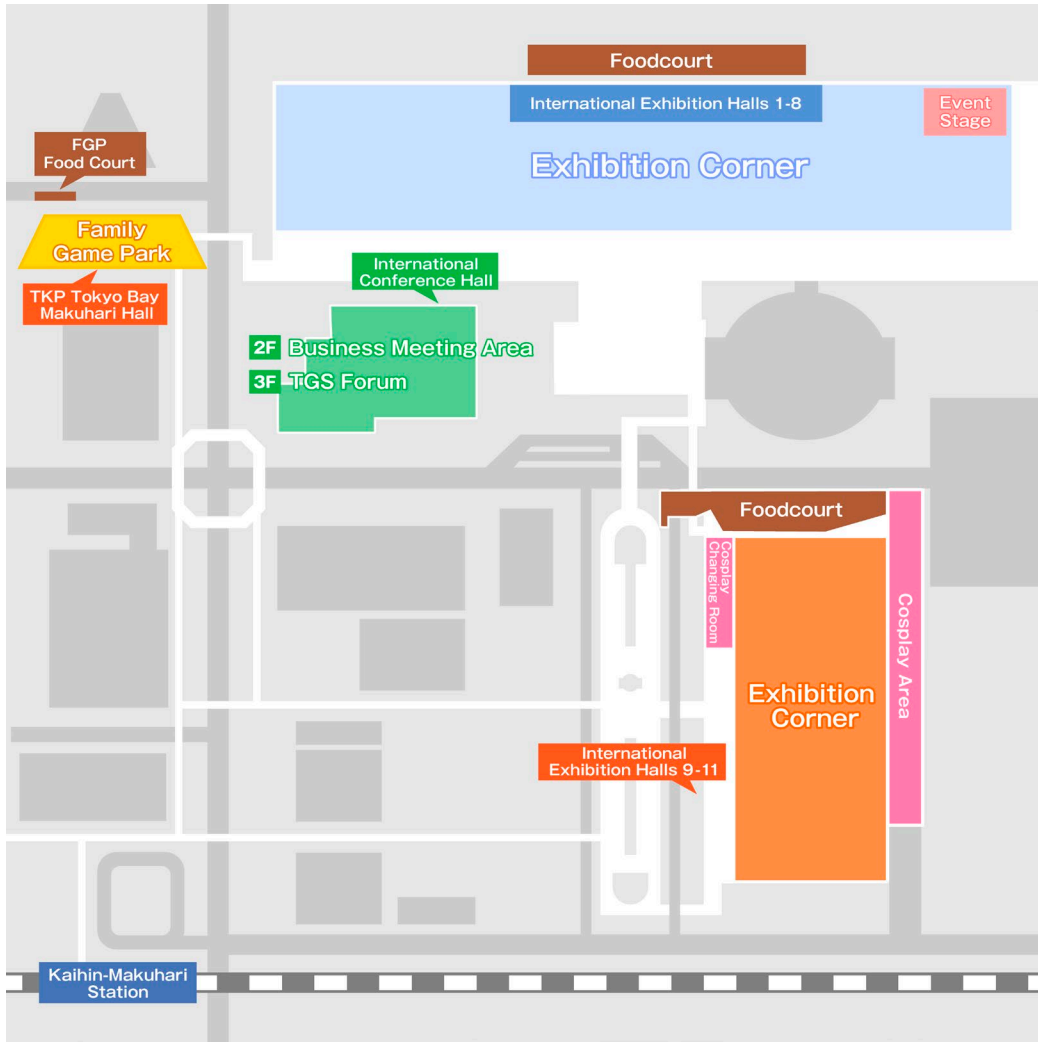 Foodcourt
International Exhibition Halls 1-8
Event
Stage
Exhibition Corner
FGP
Food Court
Family
Game Park
TKP Tokyo Bay
Makuhari Hall
International
Conference Hall
2F Business Meeting Area
3F TGS Forum
Foodcourt
Cosplay
Changing Room
Cosplay Area
Exhibition
Corner
International
Exhibition Halls 9-11
Kaihin-Makuhari
Station